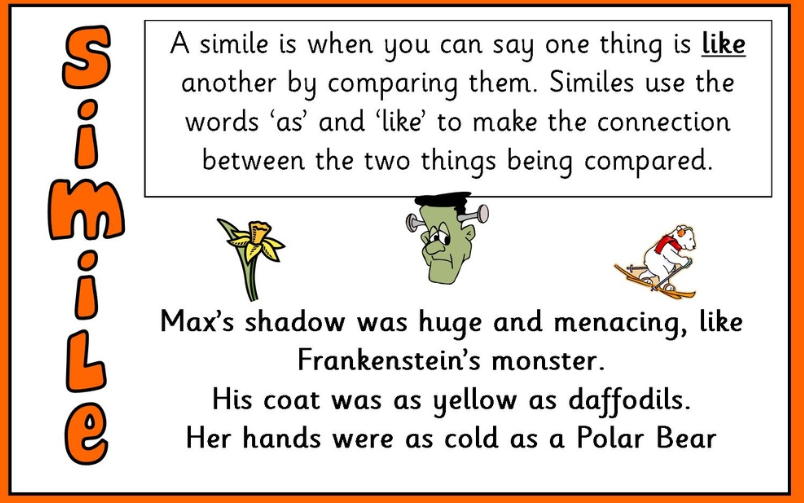 simile
A simile is when you can say one thing is like
another by comparing them. Similes use the
words ‘as’ and ‘like’ to make the connection
between the two things being compared.
Max’s shadow was huge and menacing, like
Frankenstein’s monster.
His coat was as yellow as daffodils.
Her hands were as cold as a Polar Bear